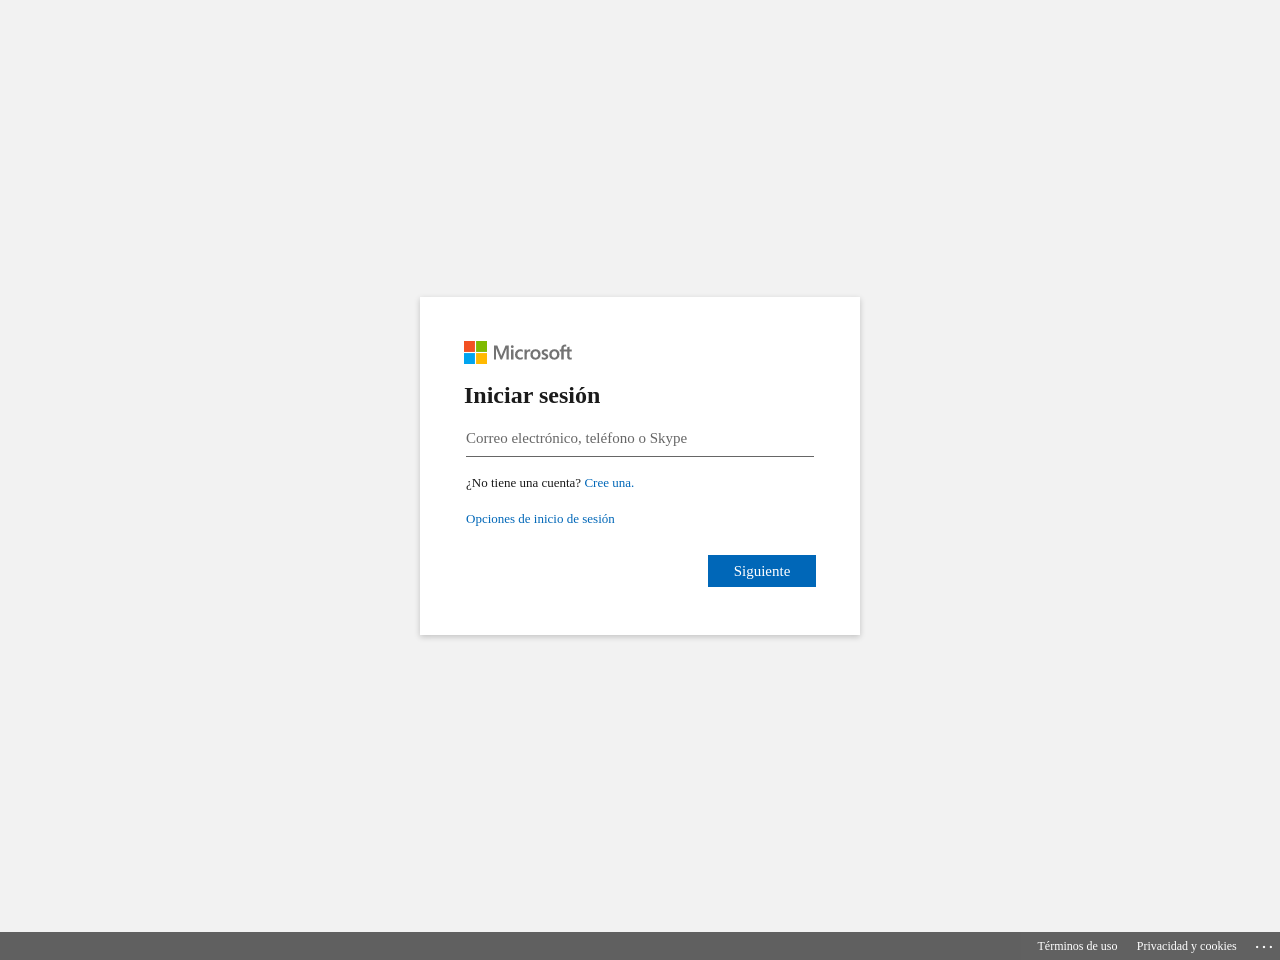 Microsoft
Iniciar sesión
Correo electrónico, teléfono o Skype
¿No tiene una cuenta? Cree una.
Opciones de inicio de sesión
Siguiente
Términos de uso Privacidad y cookies ...